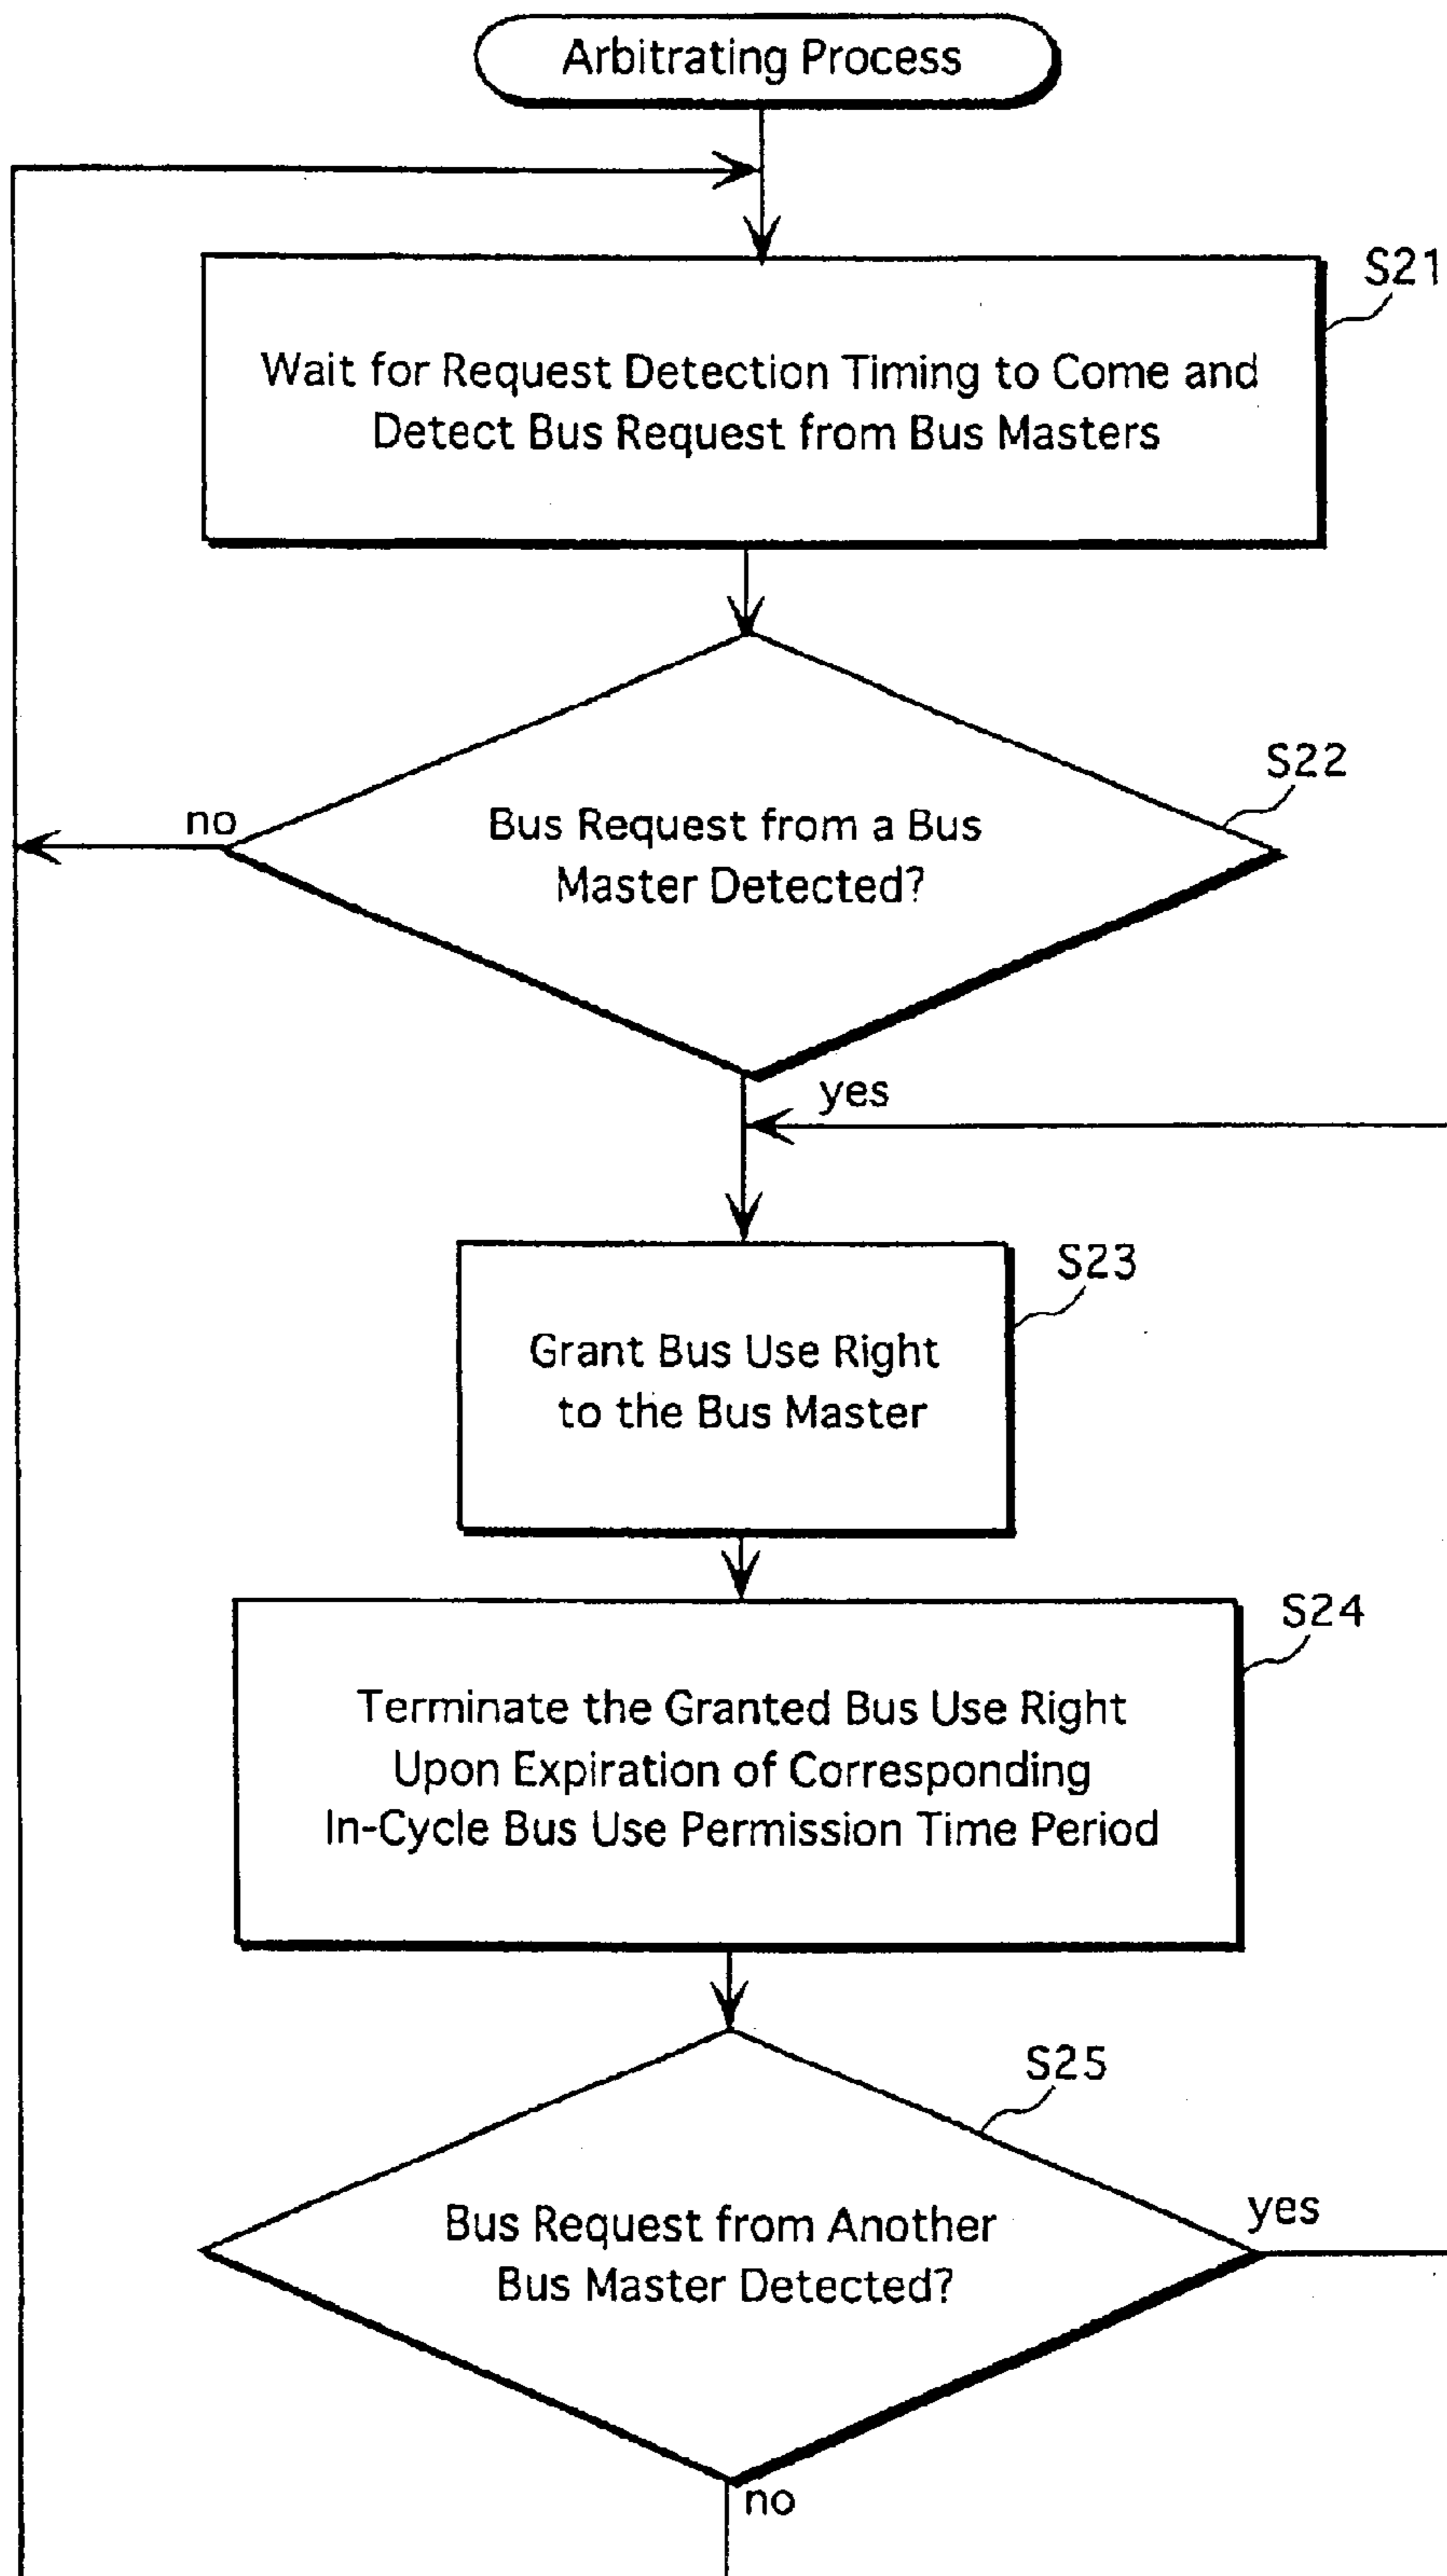 Arbitrating Process
S21
Wait for Request Detection Timing to Come and
Detect Bus Request from Bus Masters
S22
no
Bus Request from a Bus
Master Detected?
yes
S23
Grant Bus Use Right
to the Bus Master
S24
Terminate the Granted Bus Use Right
Upon Expiration of Corresponding
In-Cycle Bus Use Permission Time Period
S25
yes
Bus Request from Another
Bus Master Detected?
no